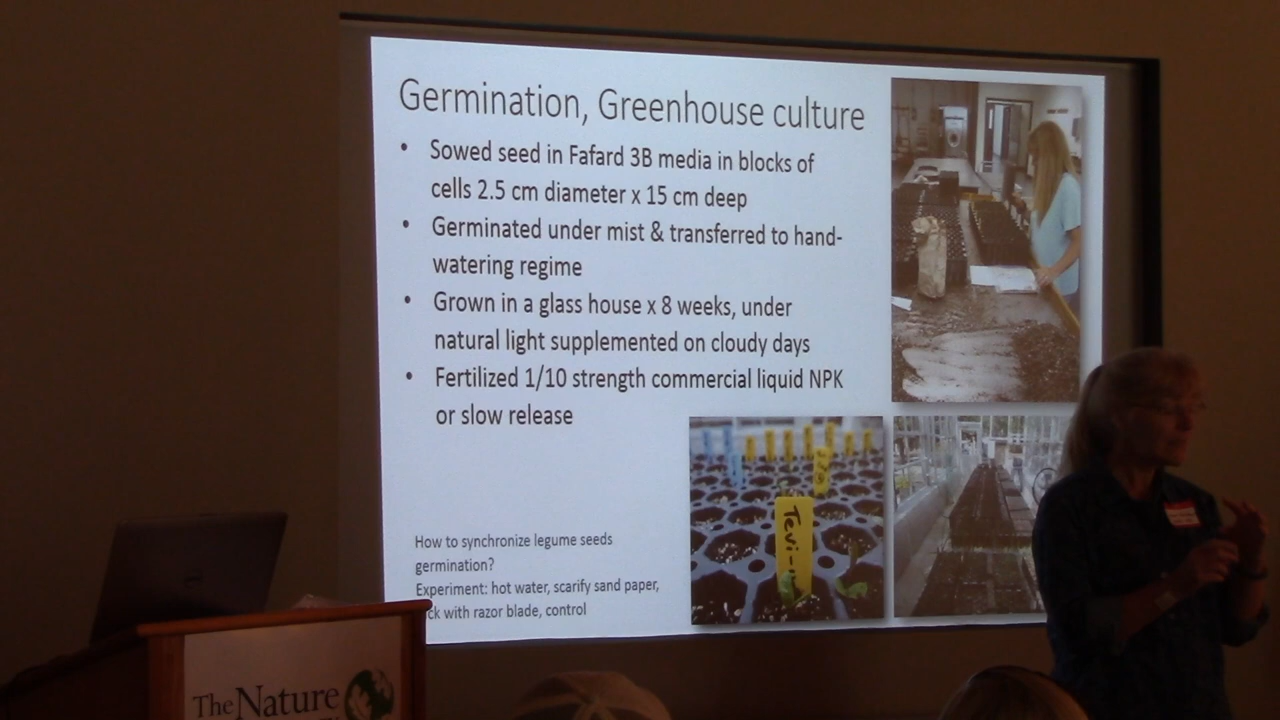 Germination, Greenhouse culture
• Sowed seed in Fafard 3B media in blocks of
cells 2.5 cm diameter x 15 cm deep
• Germinated under mist & transferred to hand-
watering regime
• Grown in a glass house x 8 weeks, under
natural light supplemented on cloudy days
• Fertilized 1/10 strength commercial liquid NPK
or slow release
How to synchronize legume seeds
germination?
Experiment: hot water, scarify sand paper,
with razor blade, control
Tevi-
The Nature